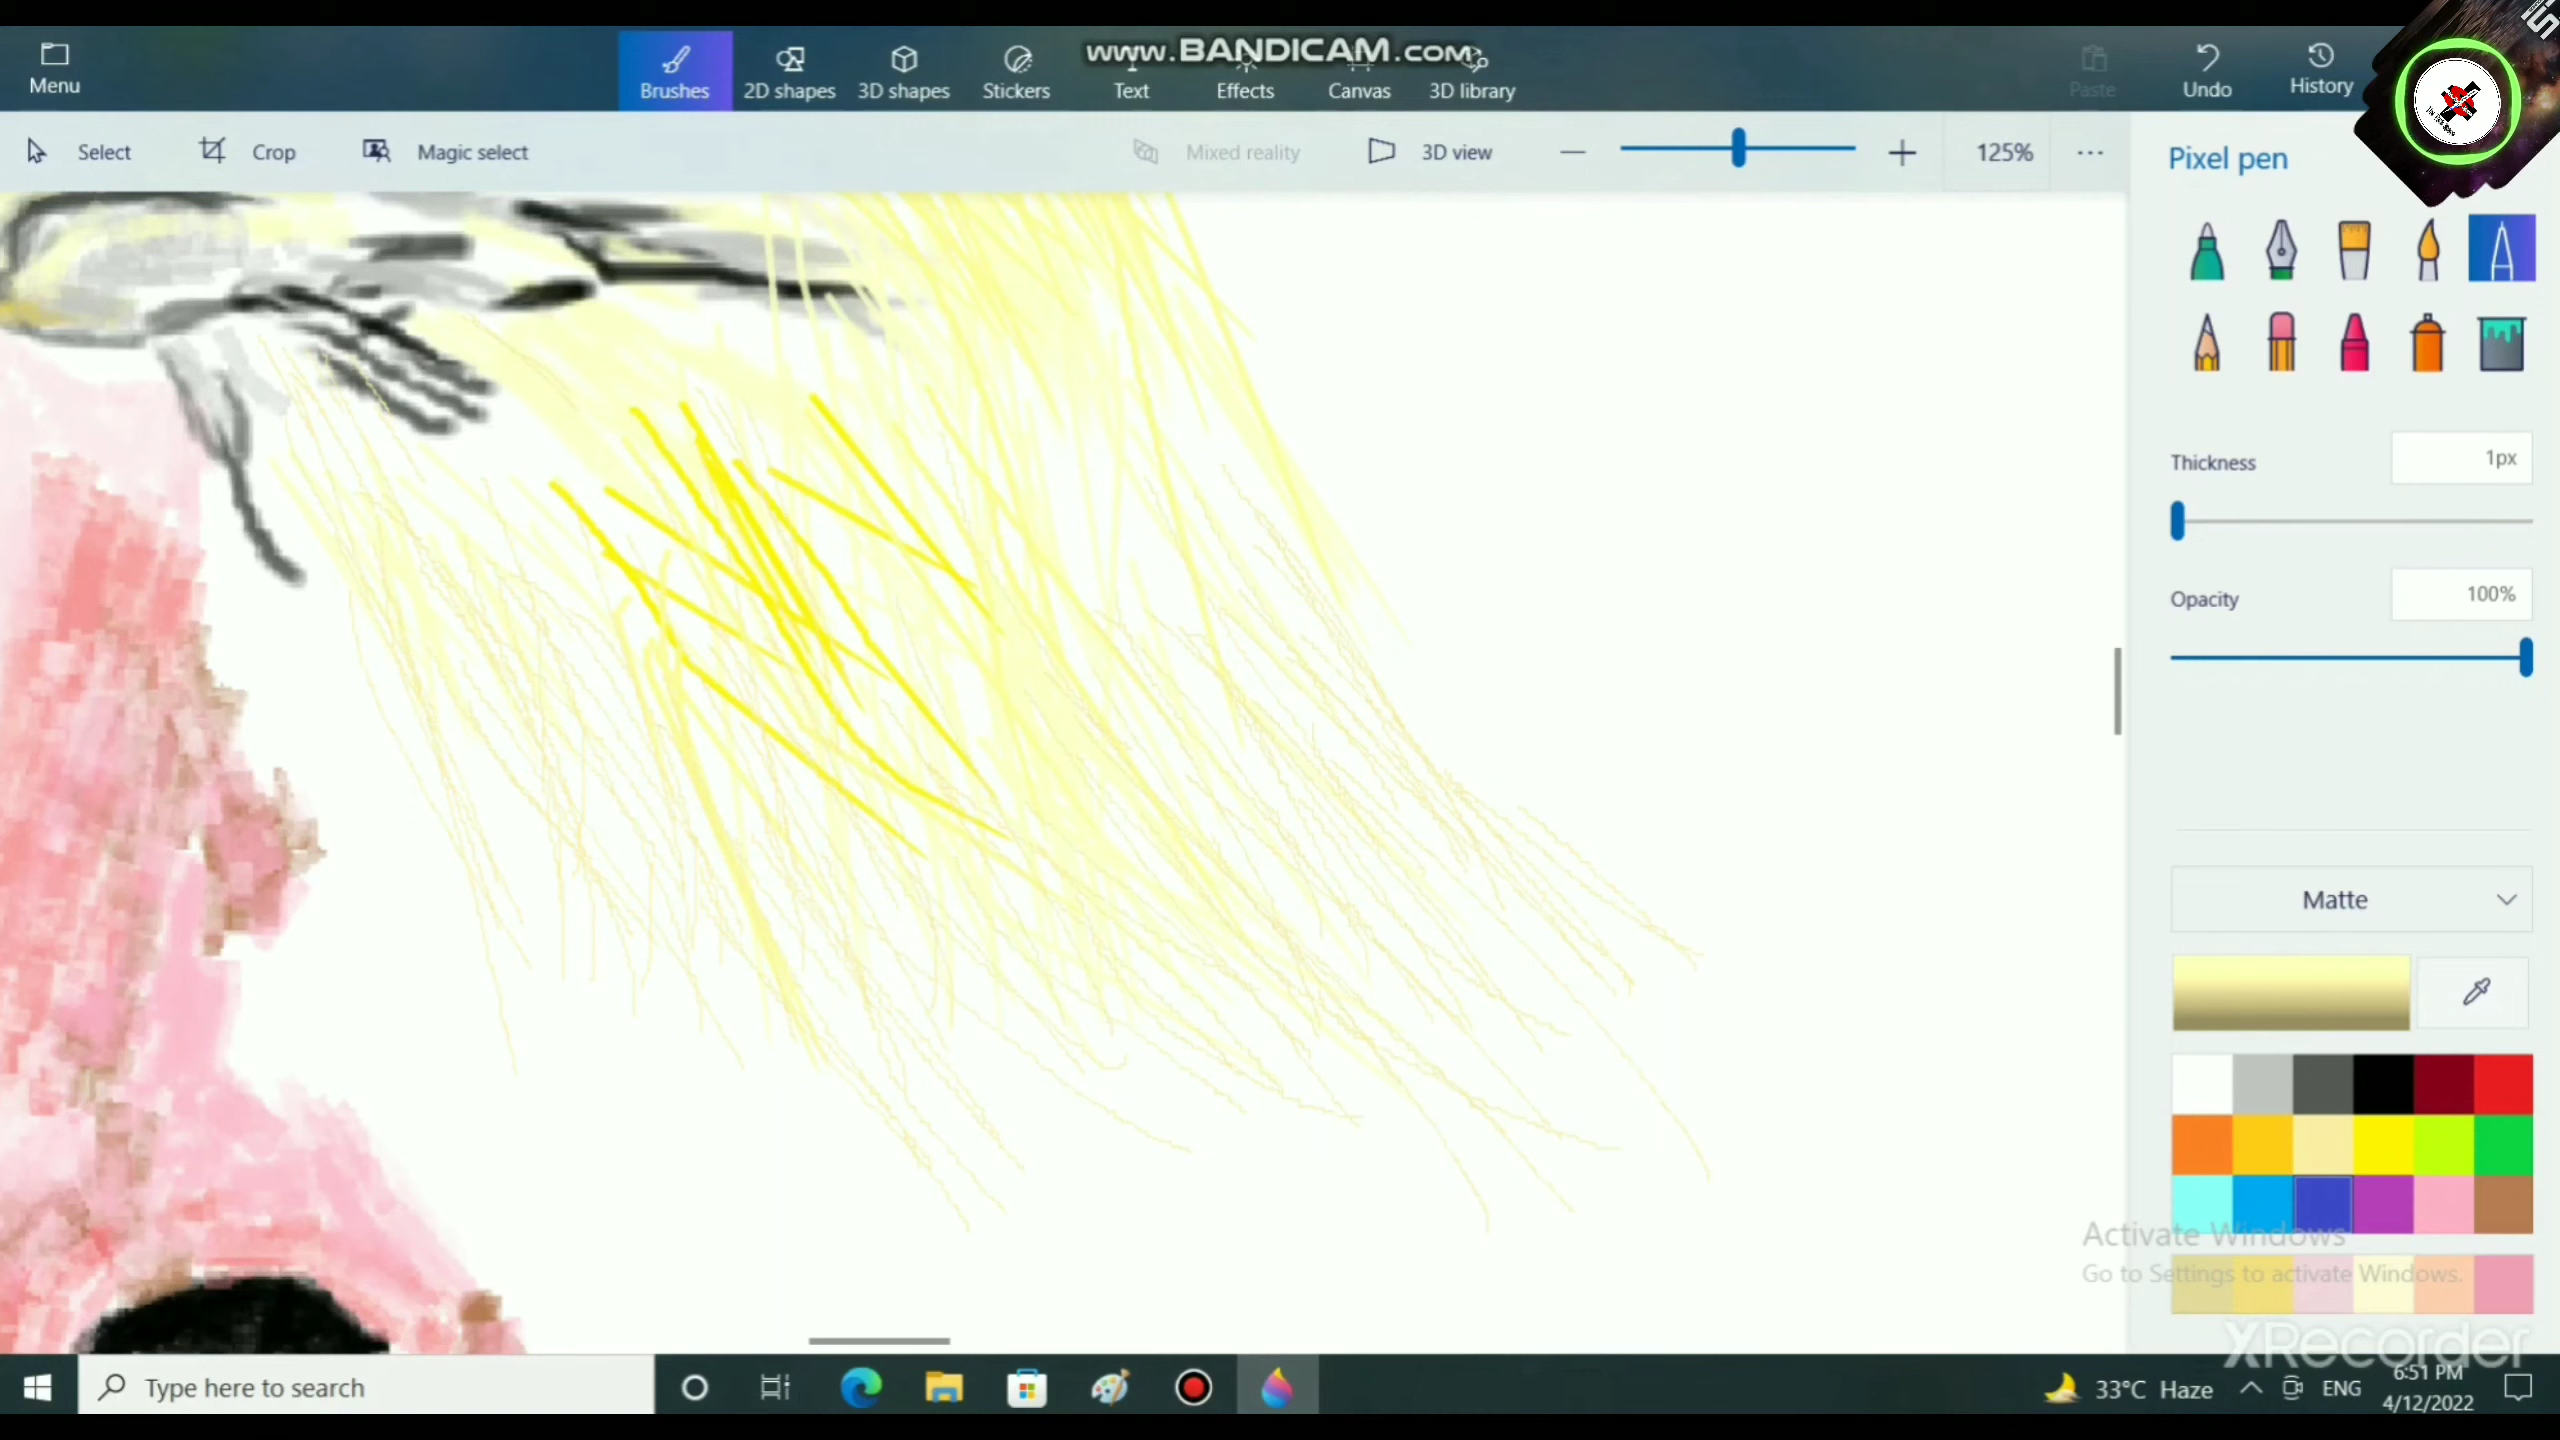 www.BANDICAM.com
Menu
Brushes
2D shapes
3D shapes
Stickers
Text
Effects
Canvas
3D library
Paste
Undo
History
Select
Crop
Magic select
Mixed reality
3D view
125%
Pixel pen
Thickness
1px
Opacity
100%
Matte
Activate Windows
Go to Settings to activate Windows.
XRecorder
Type here to search
33°C Haze
ENG
6:51 PM
4/12/2022